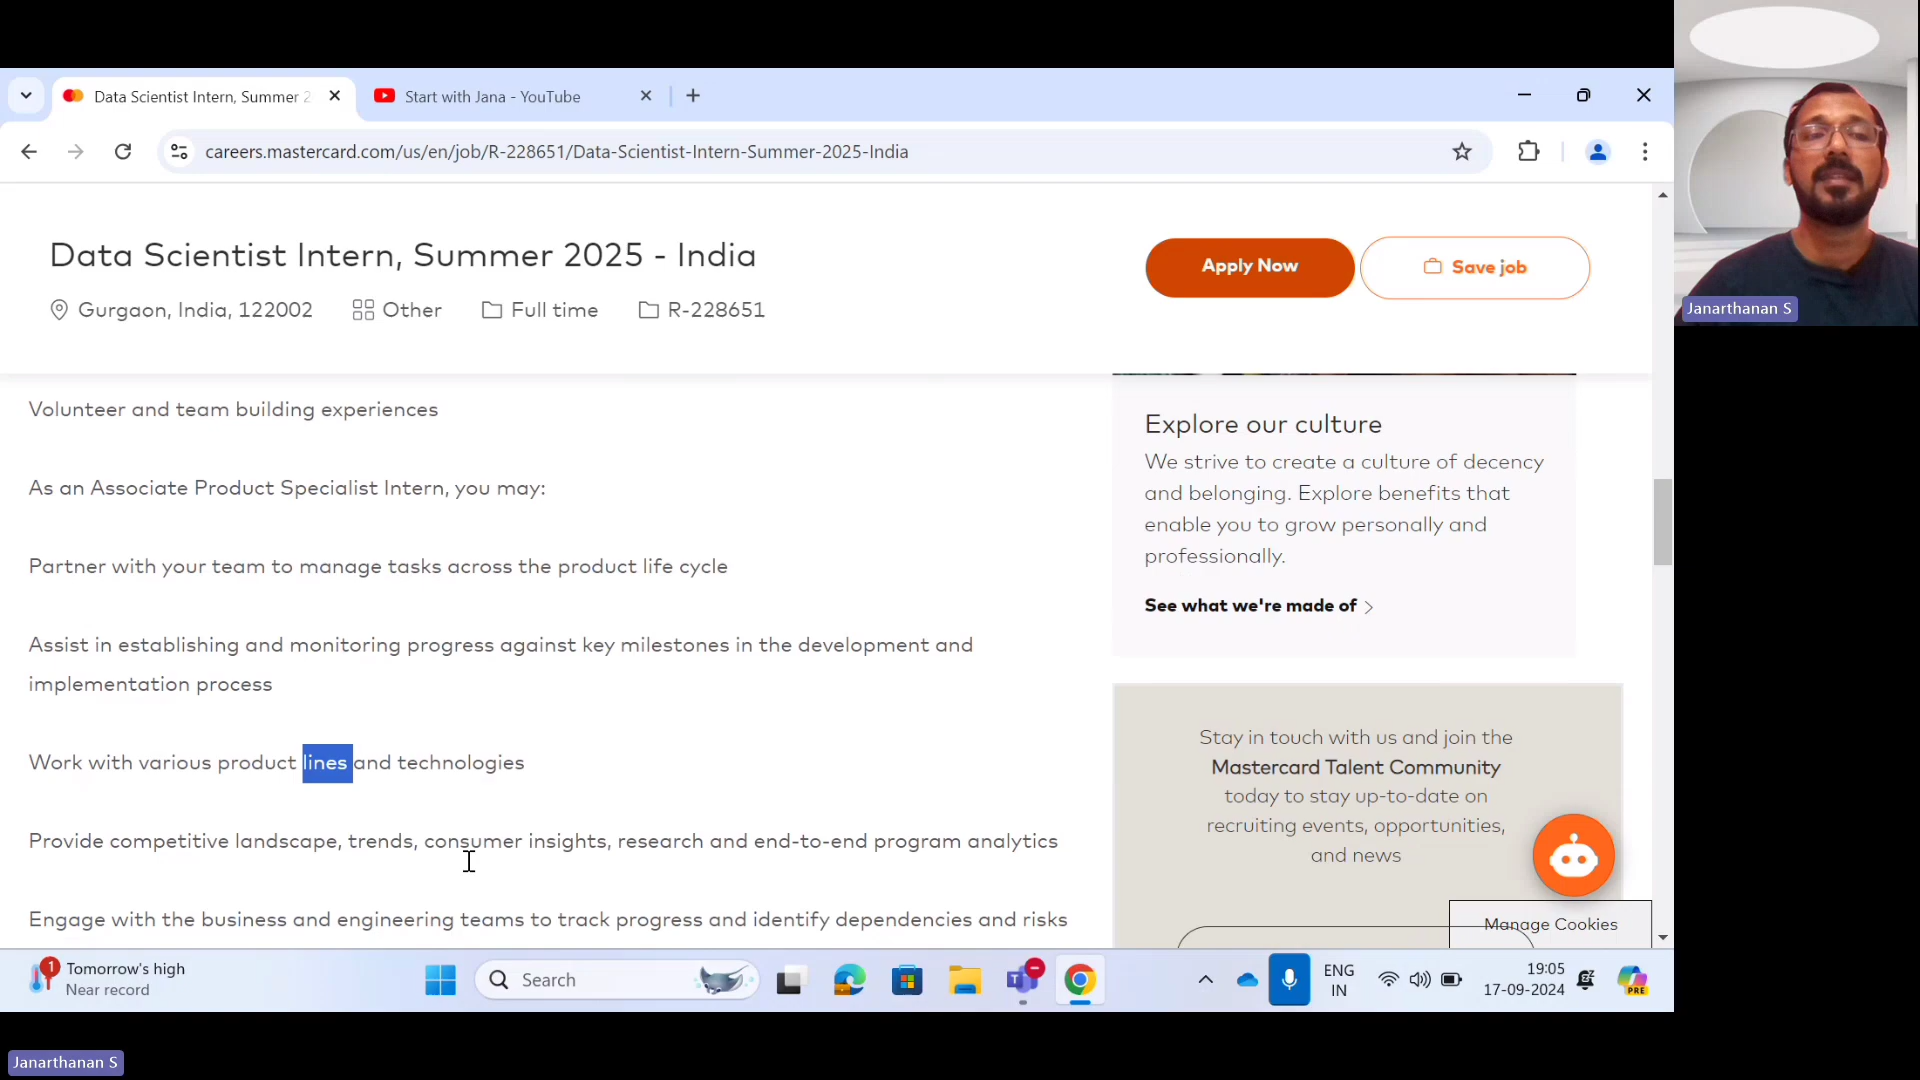 Data Scientist Intern, Summer 2
Start with Jana - YouTube
careers.mastercard.com/us/en/job/R-228651/Data-Scientist-Intern-Summer-2025-India
Data Scientist Intern, Summer 2025 - India
Apply Now
Save job
Gurgaon, India, 122002
Other
Full time
R-228651
Janarthanan S
Volunteer and team building experiences
As an Associate Product Specialist Intern, you may:
Partner with your team to manage tasks across the product life cycle
Assist in establishing and monitoring progress against key milestones in the development and
implementation process
Work with various product lines and technologies
Provide competitive landscape, trends, consumer insights, research and end-to-end program analytics
Engage with the business and engineering teams to track progress and identify dependencies and risks
Explore our culture
We strive to create a culture of decency
and belonging. Explore benefits that
enable you to grow personally and
professionally.
See what we're made of
Stay in touch with us and join the
Mastercard Talent Community
today to stay up-to-date on
recruiting events, opportunities,
and news
Manage Cookies
1
Tomorrow's high
Near record
Search
ENG
IN
19:05
17-09-2024
PRE
Janarthanan S